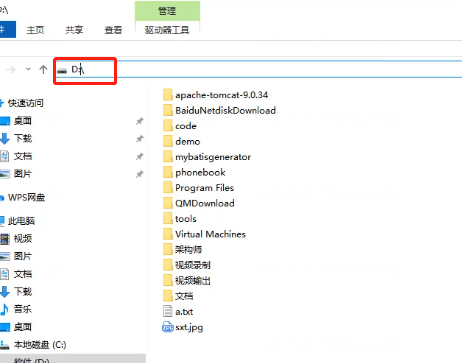 D:\
管理
件
主页
共享
查看
驱动器工具
D:\
快速访问
桌面
下载
文档
图片
WPS网盘
此电脑
视频
图片
文档
下载
音乐
桌面
本地磁盘 (C:)
软件 (D:)
apache-tomcat-9.0.34
BaiduNetdiskDownload
code
demo
mybatisgenerator
phonebook
Program Files
QMDownload
tools
Virtual Machines
架构师
视频录制
视频输出
文档
a.txt
sxt.jpg